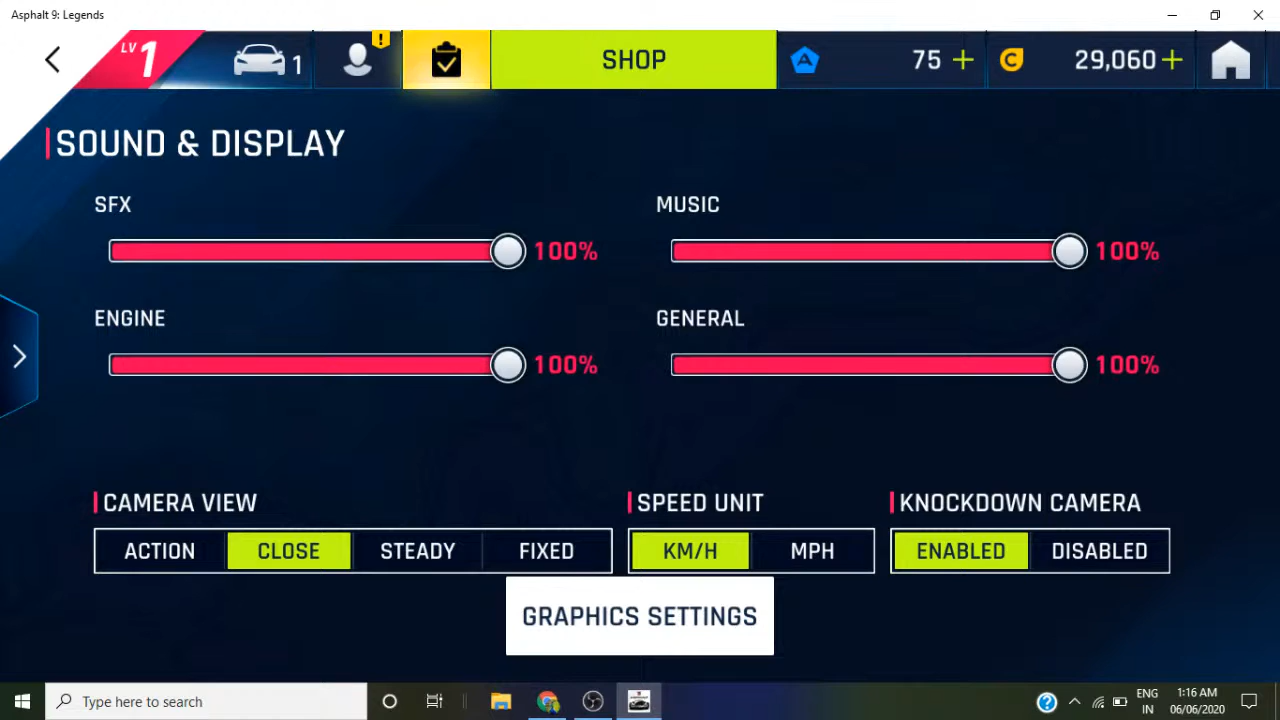 Asphalt 9: Legends
LV 1
1
!
SHOP
75 +
29,060 +
SOUND & DISPLAY
SFX
100%
MUSIC
100%
ENGINE
100%
GENERAL
100%
CAMERA VIEW
ACTION CLOSE STEADY FIXED
SPEED UNIT
KM/H MPH
KNOCKDOWN CAMERA
ENABLED DISABLED
GRAPHICS SETTINGS
Type here to search
ENG
IN
1:16 AM
06/06/2020